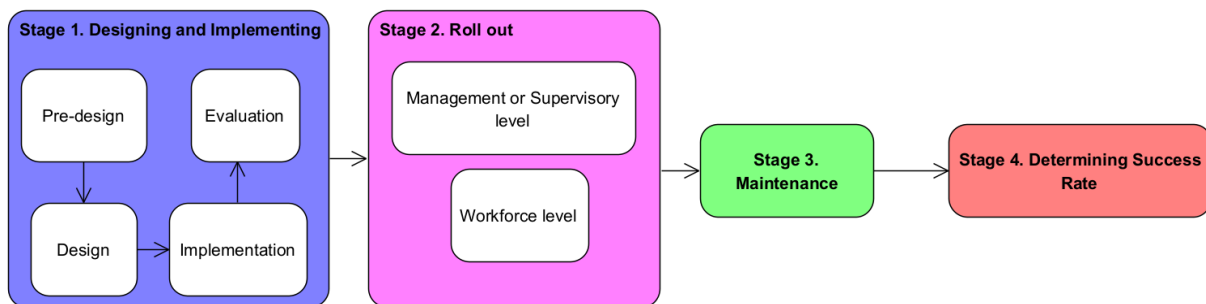 Stage 1. Designing and Implementing
Pre-design
Evaluation
Design
Implementation
Stage 2. Roll out
Management or Supervisory
level
Workforce level
Stage 3.
Maintenance
Stage 4. Determining Success
Rate